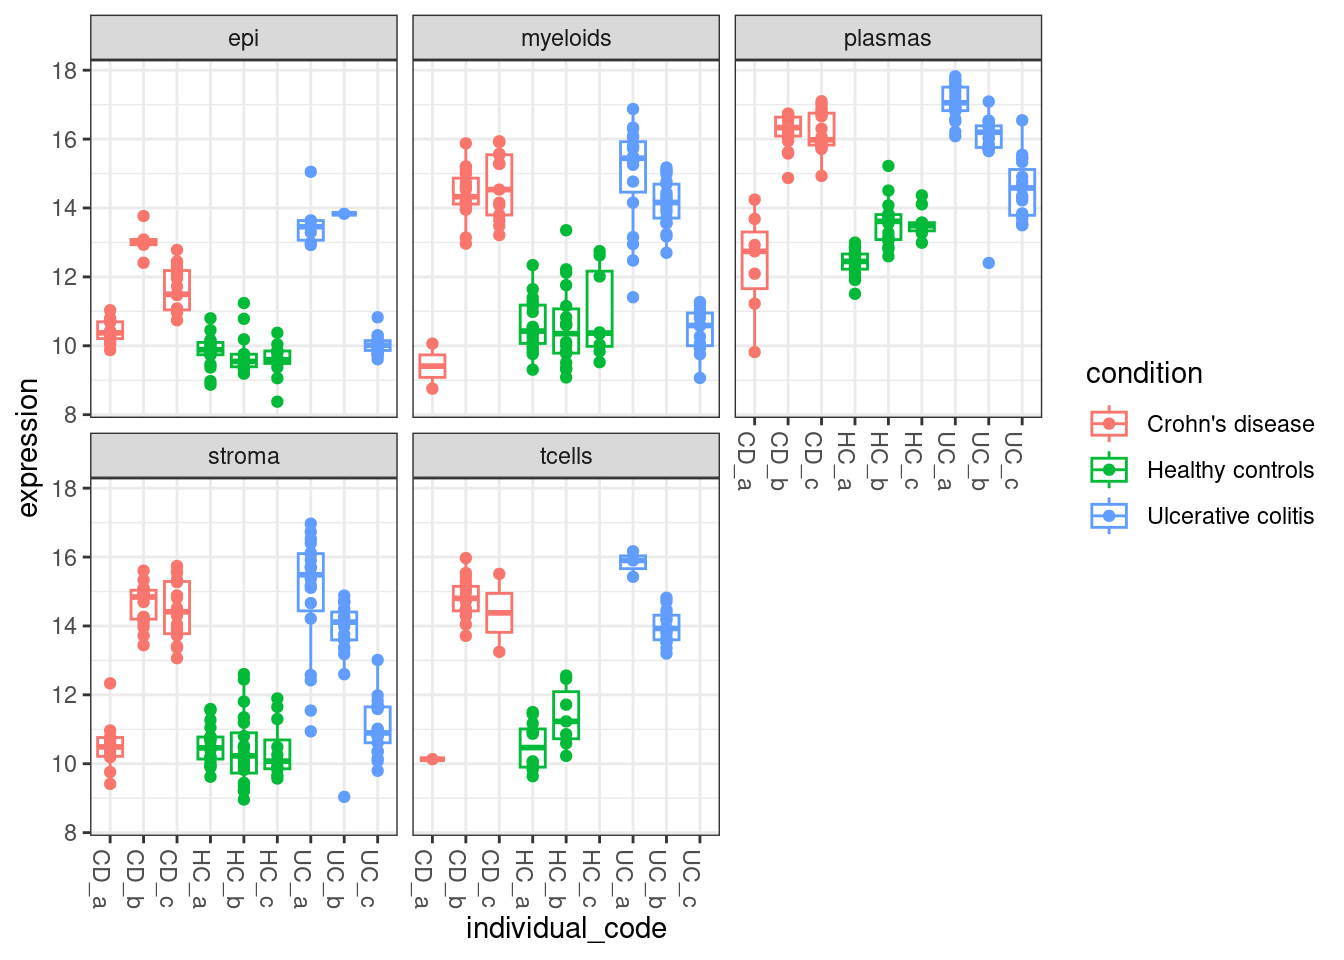 epi
myeloids
plasmas
18
16
14
12
10
8
CD_a
CD_b
CD_c
HC_a
HC_b
HC_c
UC_a
UC_b
UC_c
stroma
tcells
18
16
14
12
10
8
CD_a
CD_b
CD_c
HC_a
HC_b
HC_c
UC_a
UC_b
UC_c
CD_a
CD_b
CD_c
HC_a
HC_b
HC_c
UC_a
UC_b
UC_c
expression
individual_code
condition
Crohn's disease
Healthy controls
Ulcerative colitis